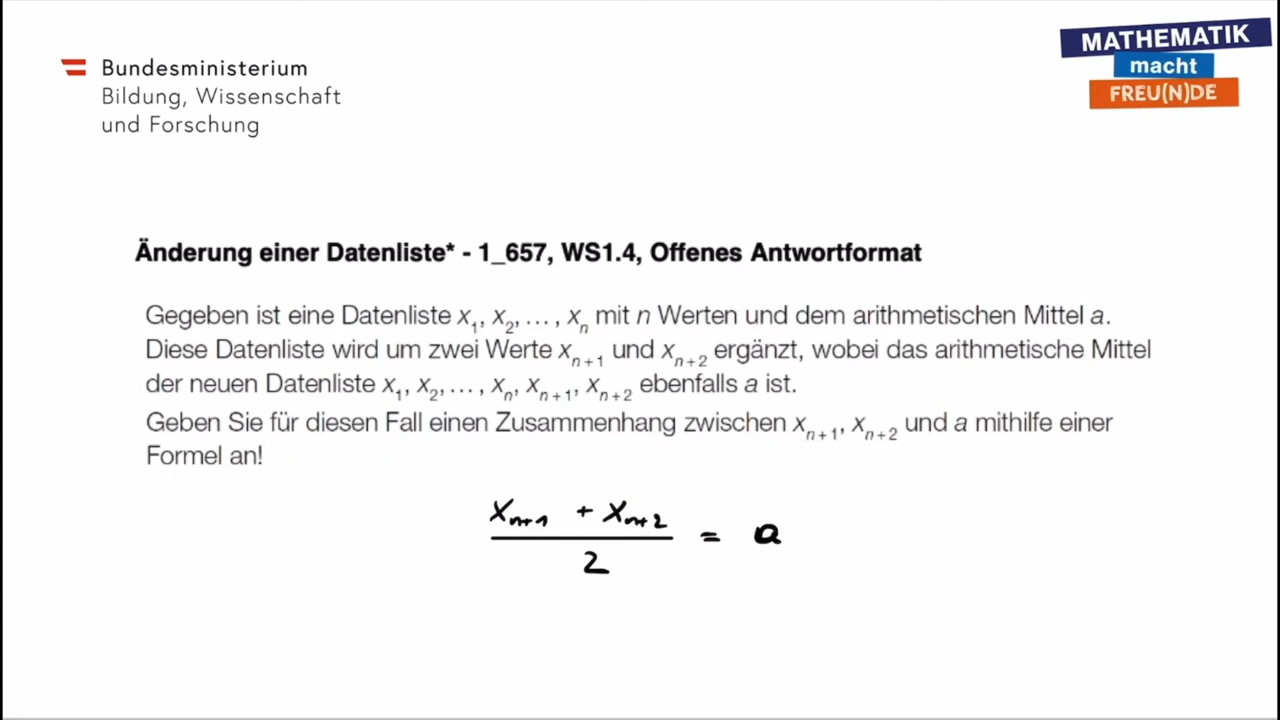 Bundesministerium
Bildung, Wissenschaft
und Forschung
MATHEMATIK
macht
FREU(N)DE
Änderung einer Datenliste* - 1_657, WS1.4, Offenes Antwortformat
Gegeben ist eine Datenliste x₁, x₂, …, xₙ mit n Werten und dem arithmetischen Mittel a.
Diese Datenliste wird um zwei Werte xₙ₊₁ und xₙ₊₂ ergänzt, wobei das arithmetische Mittel
der neuen Datenliste x₁, x₂, …, xₙ, xₙ₊₁, xₙ₊₂ ebenfalls a ist.
Geben Sie für diesen Fall einen Zusammenhang zwischen xₙ₊₁, xₙ₊₂ und a mithilfe einer
Formel an!
xₙ₊₁ + xₙ₊₂
= a
2